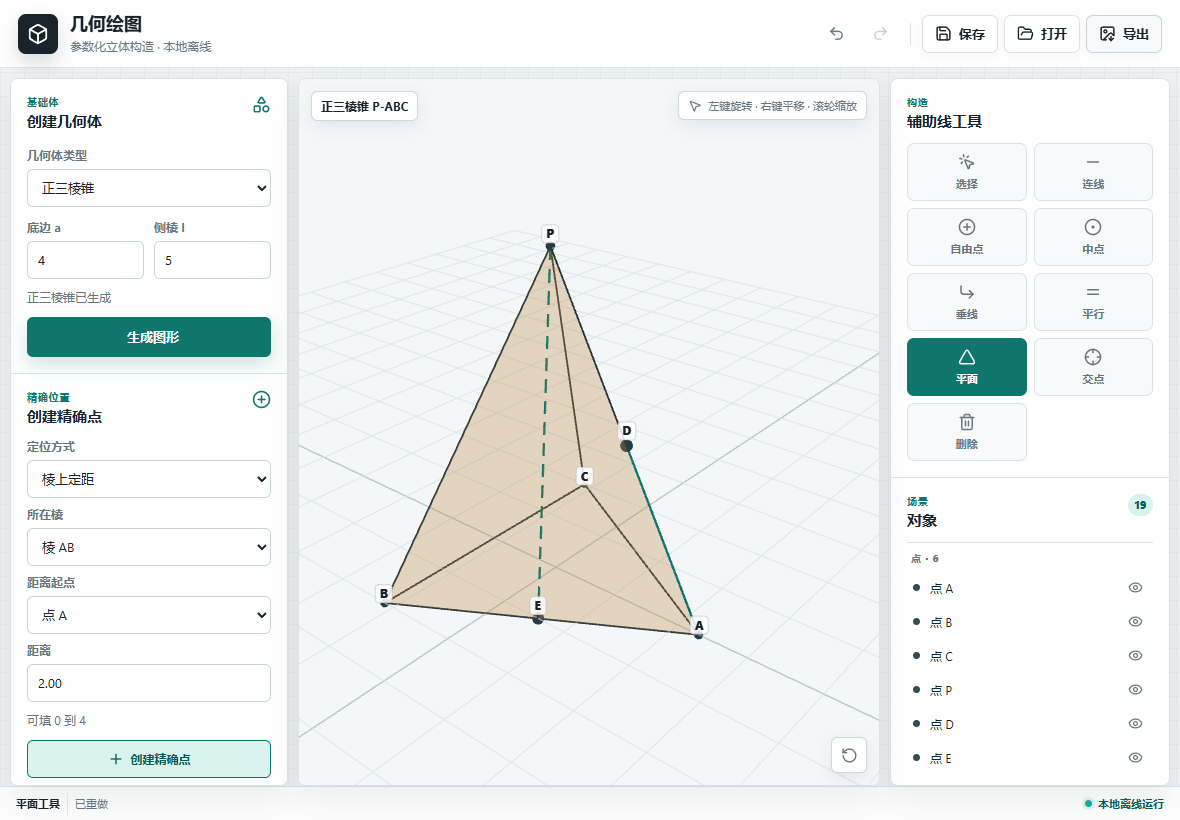 几何绘图
参数化立体构造 · 本地离线
保存
打开
导出
基础体
创建几何体
几何体类型
正三棱锥
底边 a
侧棱 l
4
5
正三棱锥已生成
生成图形
精确位置
创建精确点
定位方式
棱上定距
所在棱
棱 AB
距离起点
点 A
距离
2.00
可填 0 到 4
创建精确点
正三棱锥 P-ABC
左键旋转 · 右键平移 · 滚轮缩放
P
D
C
B
E
A
构造
辅助线工具
选择
连线
自由点
中点
垂线
平行
平面
交点
删除
场景
对象
19
点 · 6
点 A
点 B
点 C
点 P
点 D
点 E
平面工具
已重做
本地离线运行